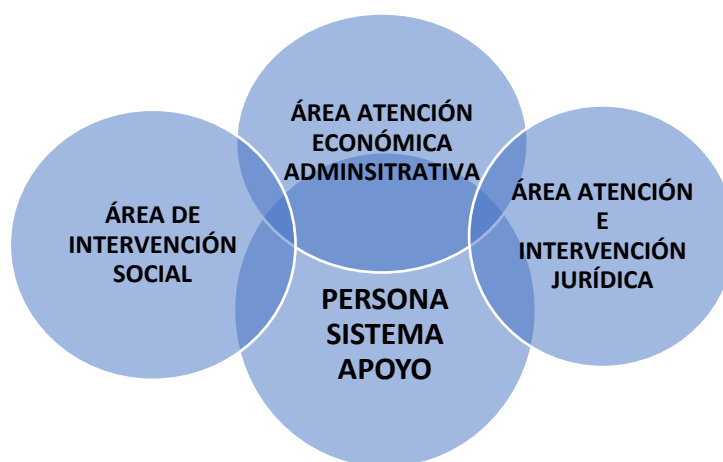 ÁREA ATENCIÓN
ECONÓMICA
ADMINSITRATIVA
ÁREA DE
INTERVENCIÓN
SOCIAL
ÁREA ATENCIÓN
E
INTERVENCIÓN
JURÍDICA
PERSONA
SISTEMA
APOYO